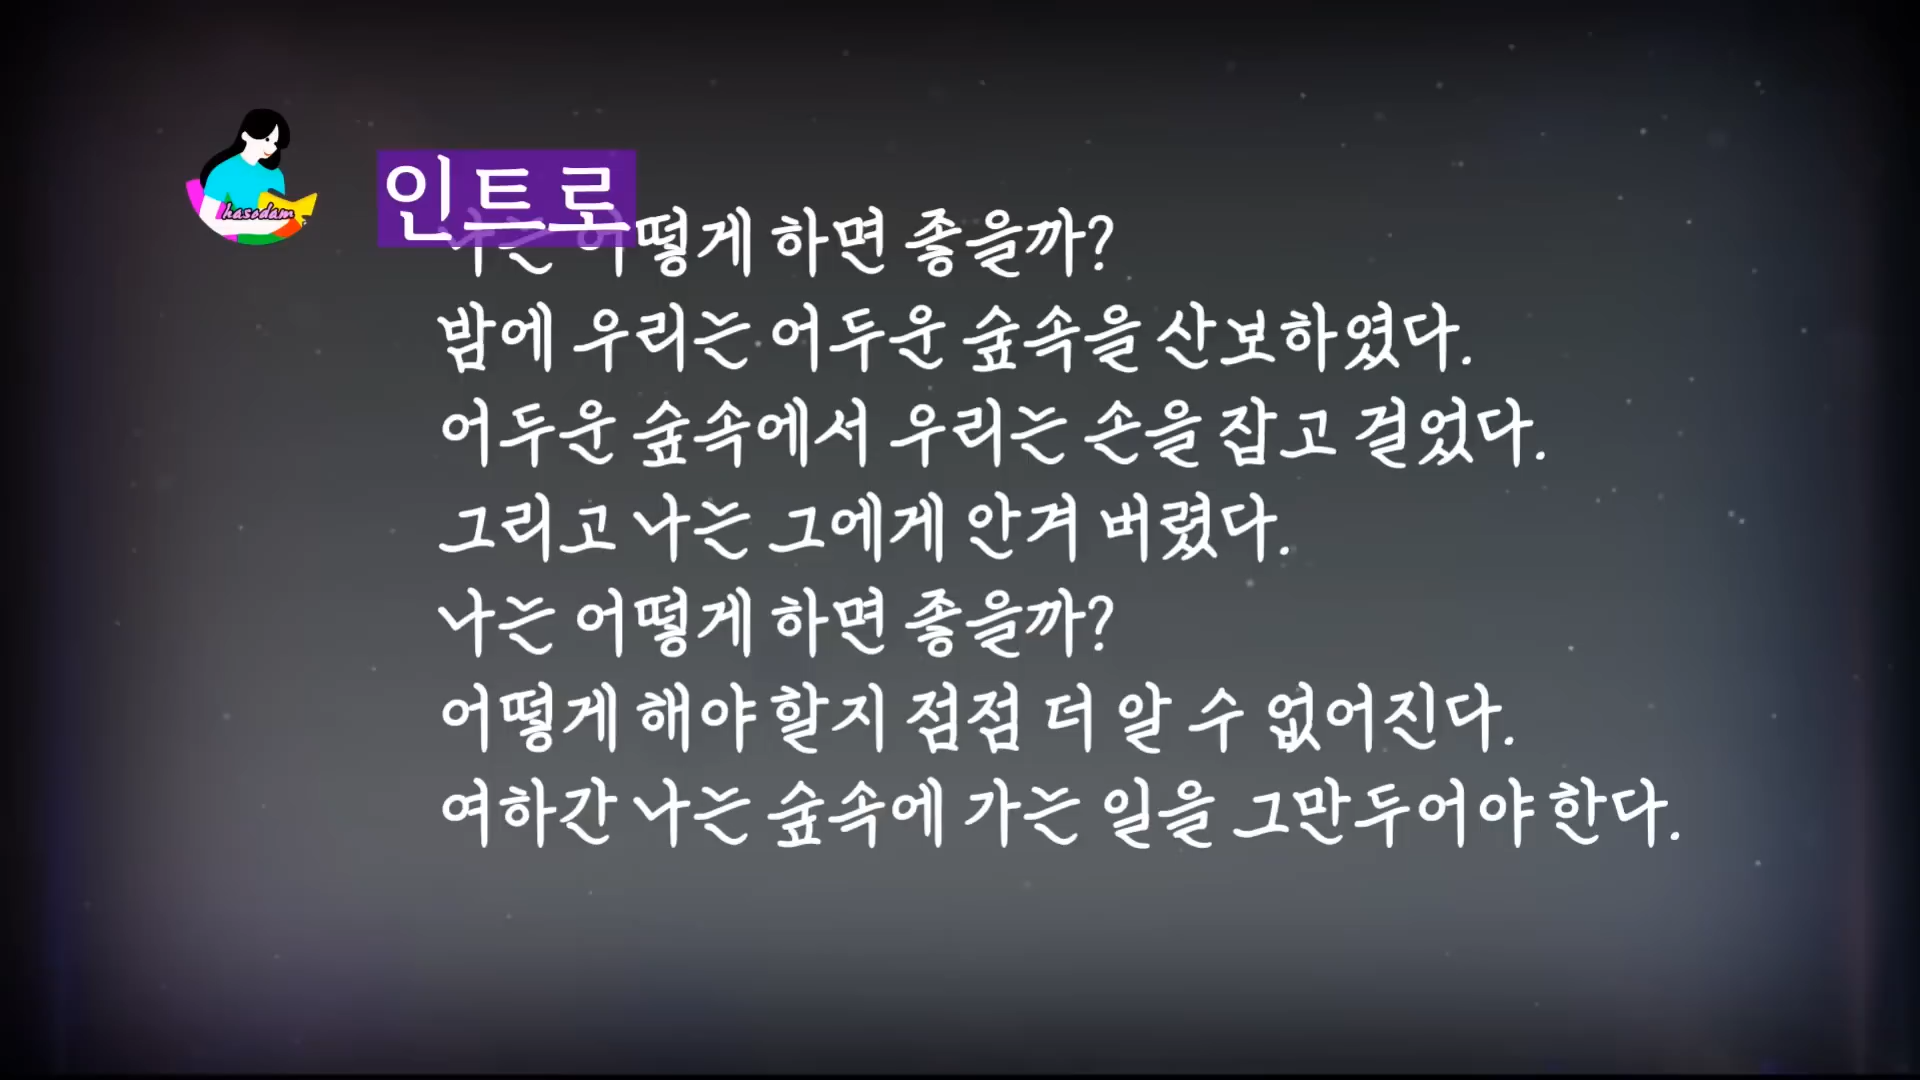 hasodam
인트로
나는 어떻게 하면 좋을까?
밤에 우리는 어두운 숲속을 산보하였다.
어두운 숲속에서 우리는 손을 잡고 걸었다.
그리고 나는 그에게 안겨 버렸다.
나는 어떻게 하면 좋을까?
어떻게 해야 할지 점점 더 알 수 없어진다.
여하간 나는 숲속에 가는 일을 그만두어야 한다.